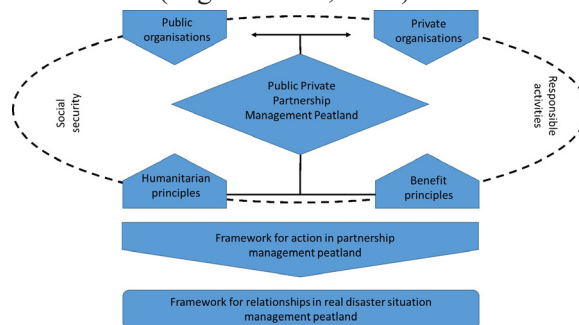 Public
organisations
Private
organisations
Public Private
Partnership
Management Peatland
Social
security
Responsible
activities
Humanitarian
principles
Benefit
principles
Framework for action in partnership
management peatland
Framework for relationships in real disaster situation
management peatland